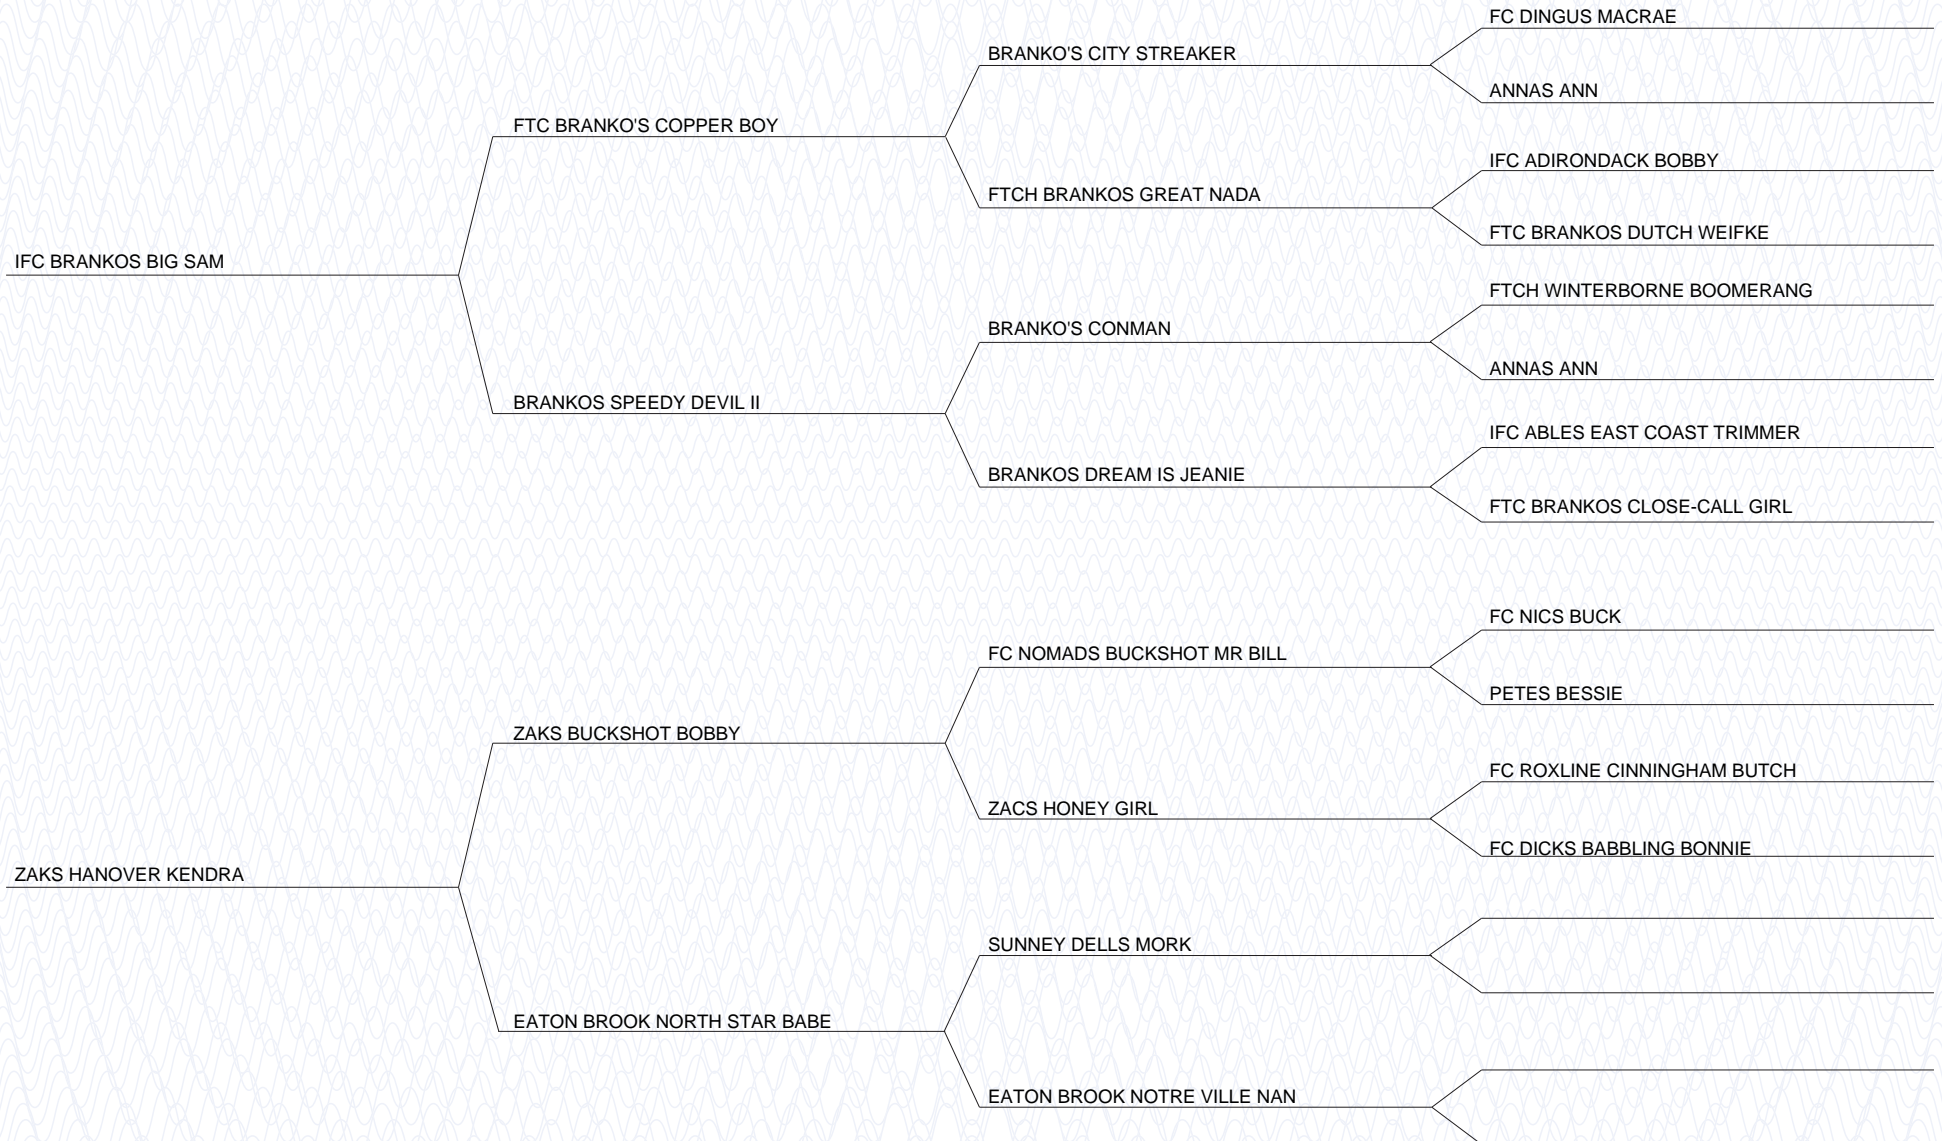 FC DINGUS MACRAE
BRANKO'S CITY STREAKER
ANNAS ANN
FTC BRANKO'S COPPER BOY
IFC ADIRONDACK BOBBY
FTCH BRANKOS GREAT NADA
FTC BRANKOS DUTCH WEIFKE
IFC BRANKOS BIG SAM
FTCH WINTERBORNE BOOMERANG
BRANKO'S CONMAN
ANNAS ANN
BRANKOS SPEEDY DEVIL II
IFC ABLES EAST COAST TRIMMER
BRANKOS DREAM IS JEANIE
FTC BRANKOS CLOSE-CALL GIRL
FC NICS BUCK
FC NOMADS BUCKSHOT MR BILL
PETES BESSIE
ZAKS BUCKSHOT BOBBY
FC ROXLINE CINNINGHAM BUTCH
ZACS HONEY GIRL
FC DICKS BABBLING BONNIE
ZAKS HANOVER KENDRA
SUNNEY DELLS MORK
EATON BROOK NORTH STAR BABE
EATON BROOK NOTRE VILLE NAN